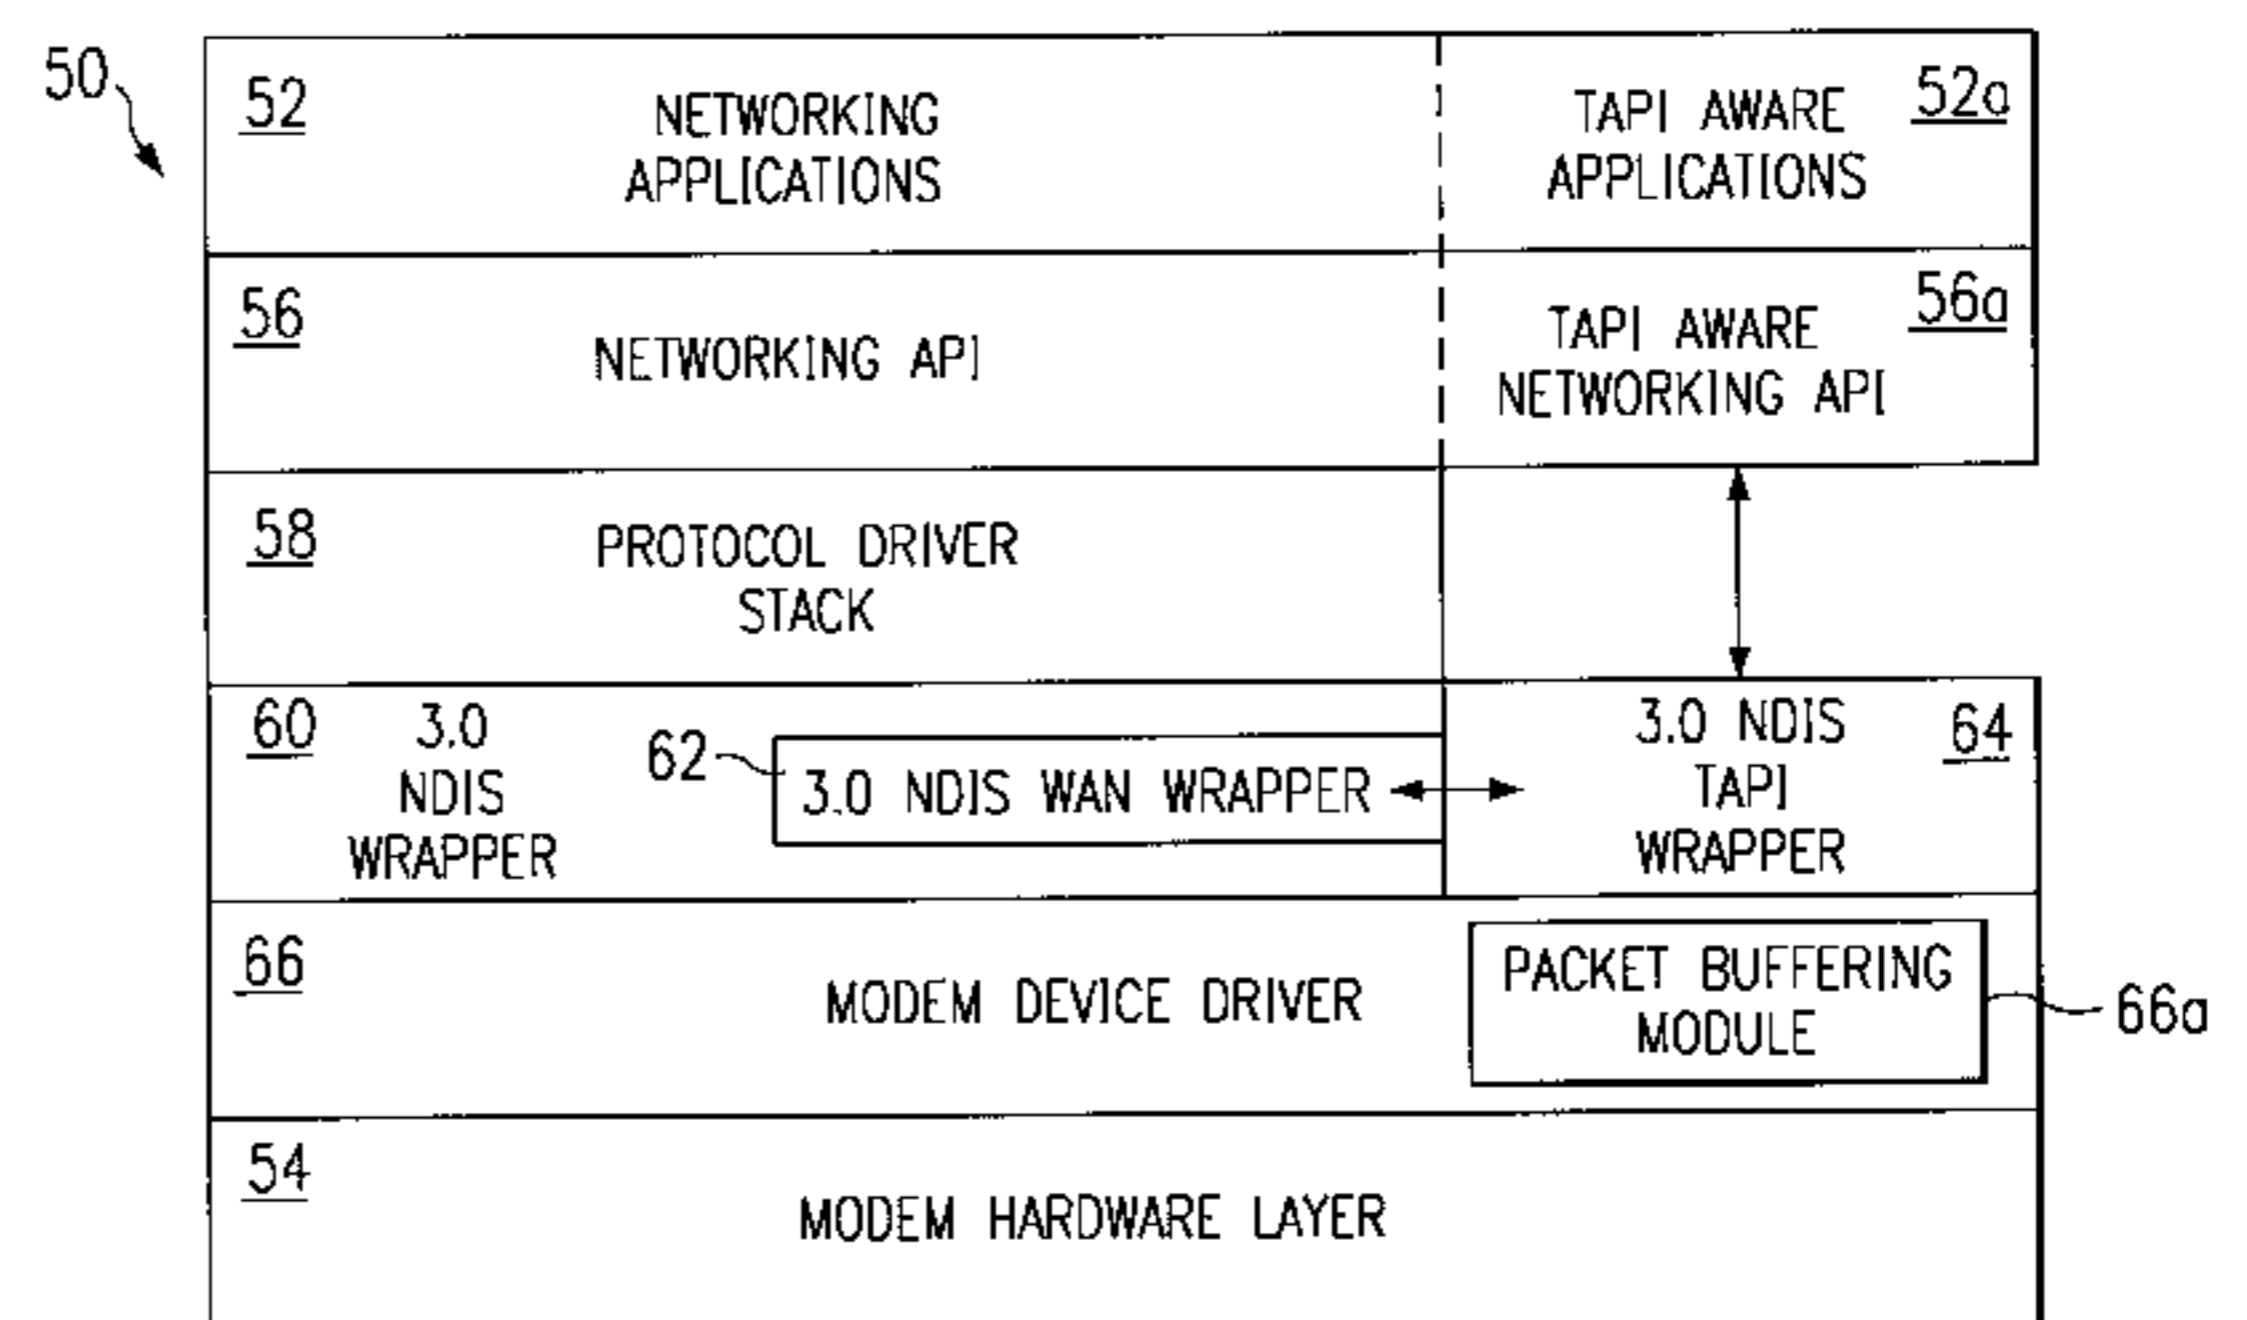 50
52
NETWORKING
APPLICATIONS
TAPI AWARE
APPLICATIONS
52a
56
NETWORKING API
TAPI AWARE
NETWORKING API
56a
58
PROTOCOL DRIVER
STACK
60
3.0
NDIS
WRAPPER
62
3.0 NDIS WAN WRAPPER
3.0 NDIS
TAPI
WRAPPER
64
66
MODEM DEVICE DRIVER
PACKET BUFFERING
MODULE
66a
54
MODEM HARDWARE LAYER